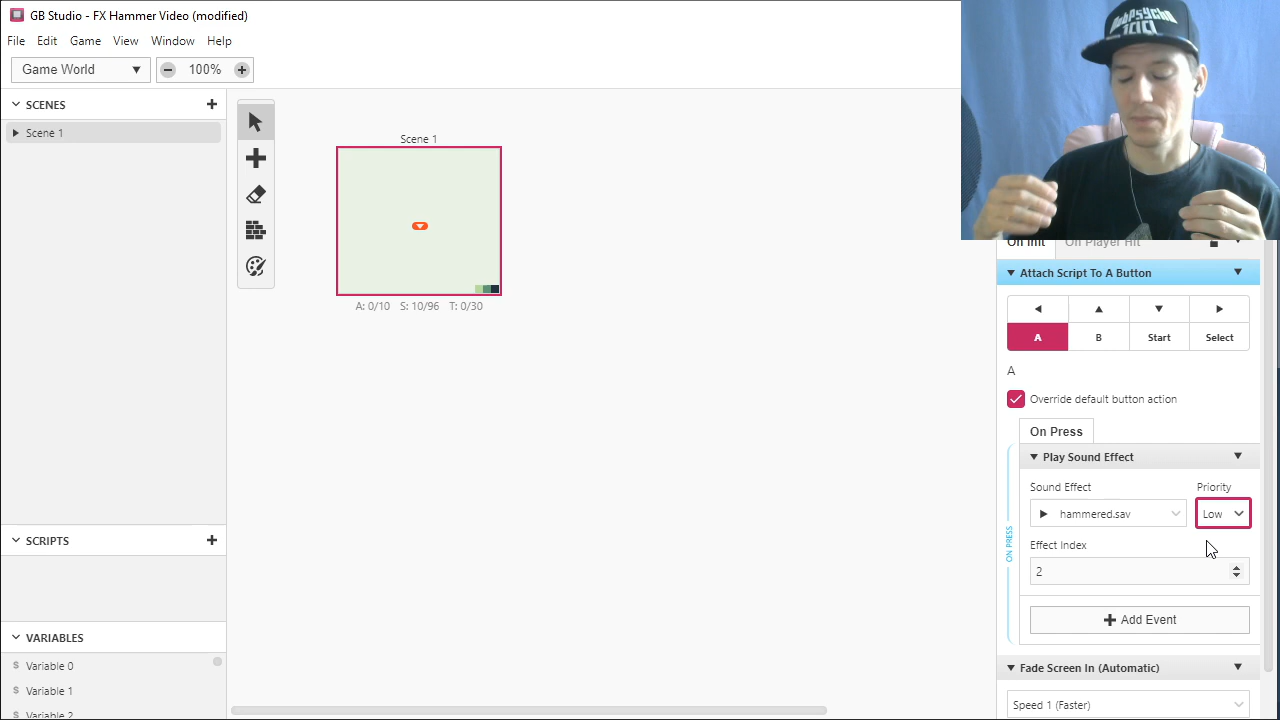 GB Studio - FX Hammer Video (modified)
File Edit Game View Window Help
Game World 100%
SCENES
Scene 1
Scene 1
A: 0/10 S: 10/96 T: 0/30
On Init On Player Hit
Attach Script To A Button
A B Start Select
A
Override default button action
On Press
Play Sound Effect
Sound Effect Priority
hammered.sav Low
ON PRESS
Effect Index
2
Add Event
Fade Screen In (Automatic)
Speed 1 (Faster)
SCRIPTS
VARIABLES
$ Variable 0
$ Variable 1
Variable 2